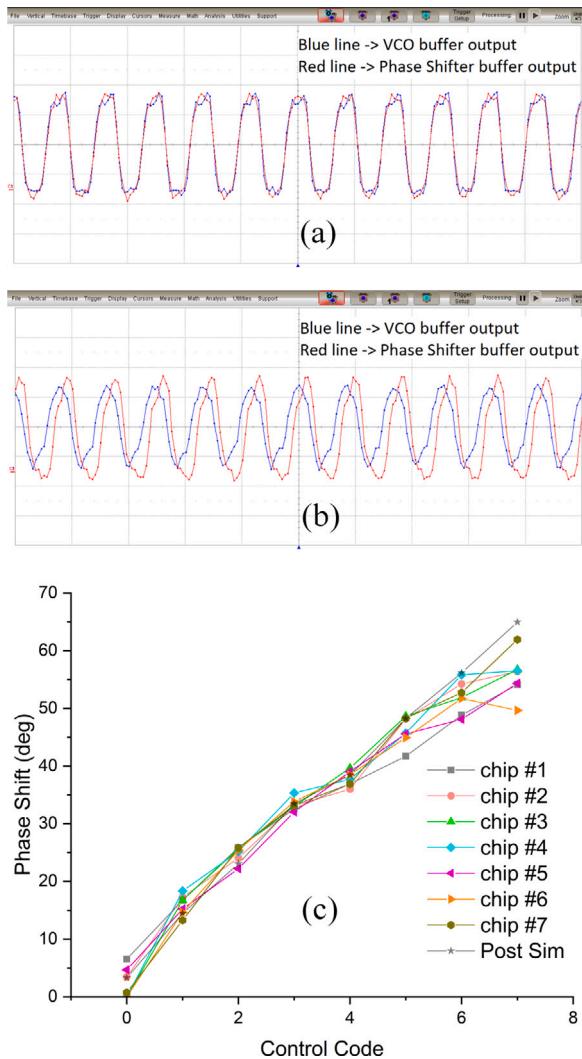 File Vertical Timebase Trigger Display Cursors Measure Math Analysis Utilities Support Trigger Setup Processing: Zoom
Blue line -> VCO buffer output
Red line -> Phase Shifter buffer output
(a)
File Vertical Timebase Trigger Display Cursors Measure Math Analysis Utilities Support Trigger Setup Processing: Zoom
Blue line -> VCO buffer output
Red line -> Phase Shifter buffer output
(b)
70
60
50
40
30
20
10
0
Phase Shift (deg)
chip #1
chip #2
chip #3
chip #4
chip #5
chip #6
chip #7
Post Sim
(c)
0 2 4 6 8
Control Code